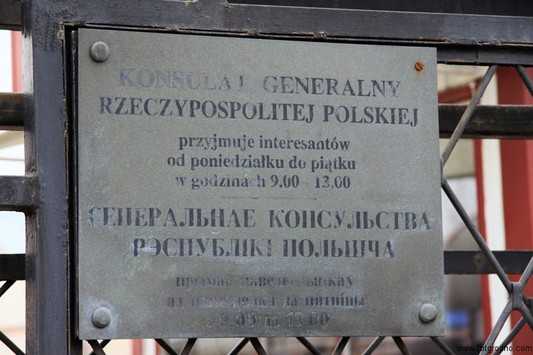 KONSULAT GENERALNY
RZECZYPOSPOLITEJ POLSKIEJ
przyjmuje interesantów
od poniedziałku do piątku
w godzinach 9.00 - 13.00
ГЕНЕРАЛЬНАЕ КОНСУЛЬСТВА
РЭСПУБЛІКІ ПОЛЬШЧА
пятніцы